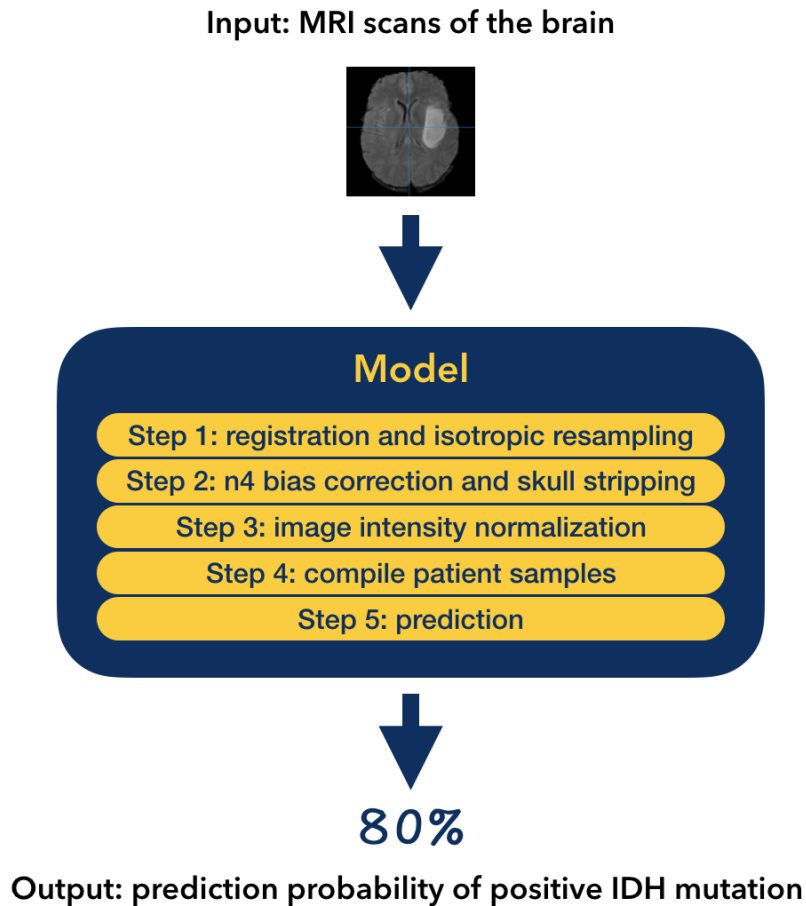 Input: MRI scans of the brain
Model
Step 1: registration and isotropic resampling
Step 2: n4 bias correction and skull stripping
Step 3: image intensity normalization
Step 4: compile patient samples
Step 5: prediction
80%
Output: prediction probability of positive IDH mutation